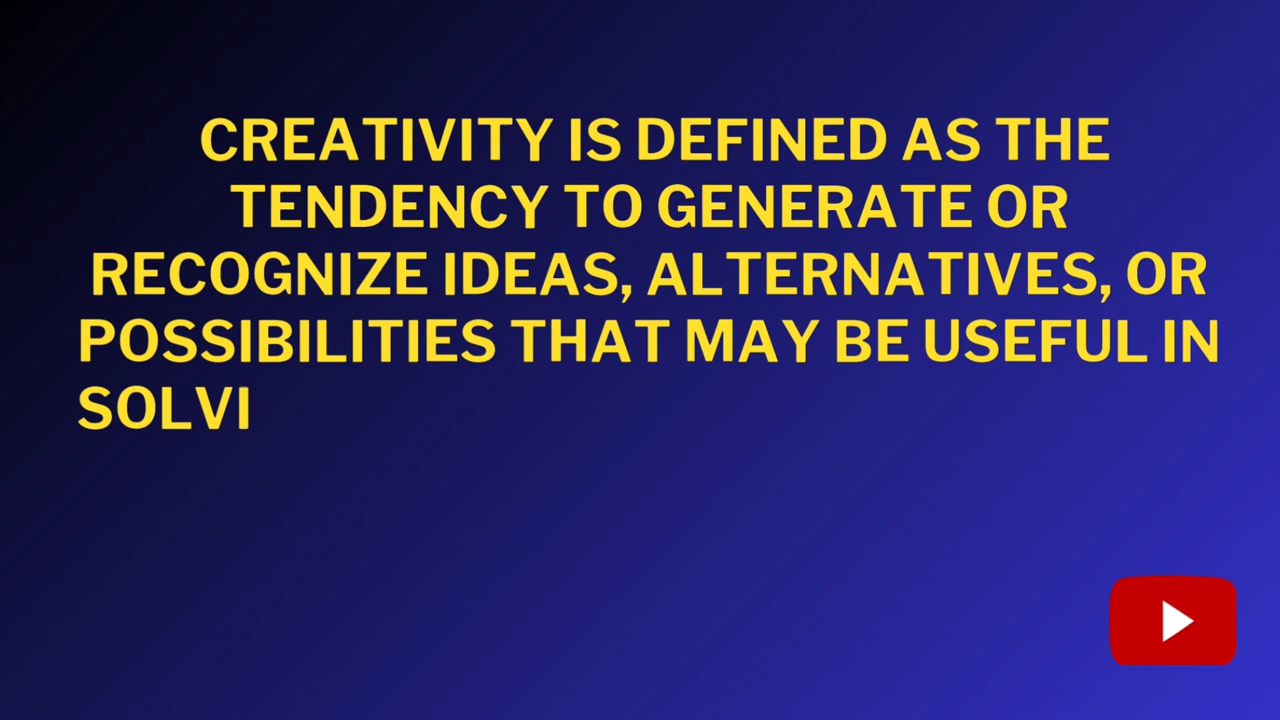 CREATIVITY IS DEFINED AS THE
TENDENCY TO GENERATE OR
RECOGNIZE IDEAS, ALTERNATIVES, OR
POSSIBILITIES THAT MAY BE USEFUL IN
SOLVI